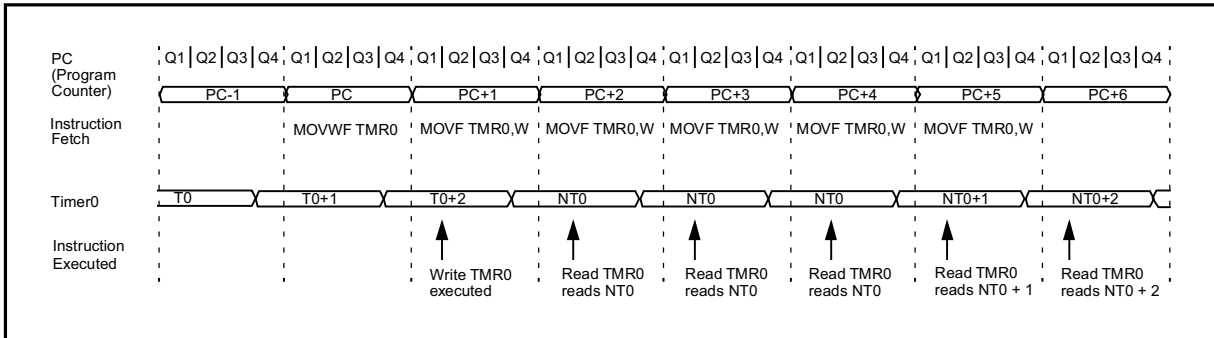 PC
(Program
Counter)
Q1 Q2 Q3 Q4 Q1 Q2 Q3 Q4 Q1 Q2 Q3 Q4 Q1 Q2 Q3 Q4 Q1 Q2 Q3 Q4 Q1 Q2 Q3 Q4 Q1 Q2 Q3 Q4 Q1 Q2 Q3 Q4
PC-1 PC PC+1 PC+2 PC+3 PC+4 PC+5 PC+6
Instruction
Fetch
MOVWF TMR0 MOVF TMR0,W MOVF TMR0,W MOVF TMR0,W MOVF TMR0,W MOVF TMR0,W
Timer0
T0 T0+1 T0+2 NT0 NT0 NT0 NT0+1 NT0+2
Instruction
Executed
Write TMR0
executed
Read TMR0
reads NT0
Read TMR0
reads NT0
Read TMR0
reads NT0
Read TMR0
reads NT0 + 1
Read TMR0
reads NT0 + 2